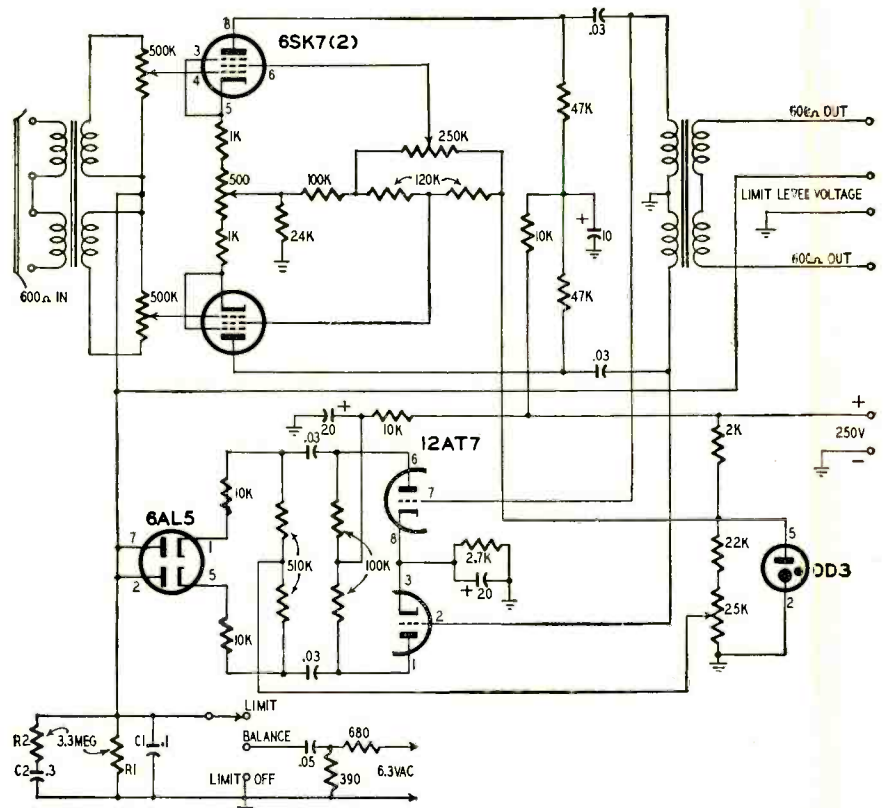 8
6SK7(2)
.03
500K
3
4
6
5
47K
1K
250K
600Ω OUT
500
100K
120K
LIMIT LEVEL VOLTAGE
24K
10K
+
10
1K
600Ω OUT
600Ω IN
500K
47K
.03
20
+
10K
12AT7
+
250V
−
2K
.03
6
7
10K
6AL5
8
5
7
1
510K
100K
2.7K
22K
OD3
2
5
3
+
20
25K
2
2
10K
.03
1
LIMIT
R2
3.3MEG
C1
.1
BALANCE
680
C2
.3
R1
.05
390
6.3VAC
LIMIT OFF